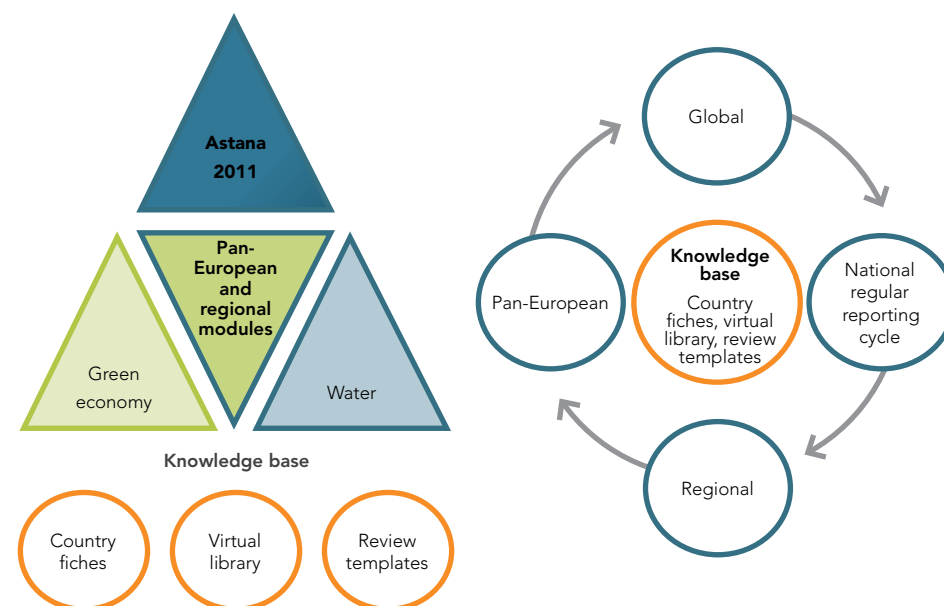 Astana
2011
Pan-
European
and
regional
modules
Green
economy
Water
Knowledge base
Country
fiches
Virtual
library
Review
templates
Global
Pan-European
Knowledge
base
Country
fiches, virtual
library, review
templates
National
regular
reporting
cycle
Regional